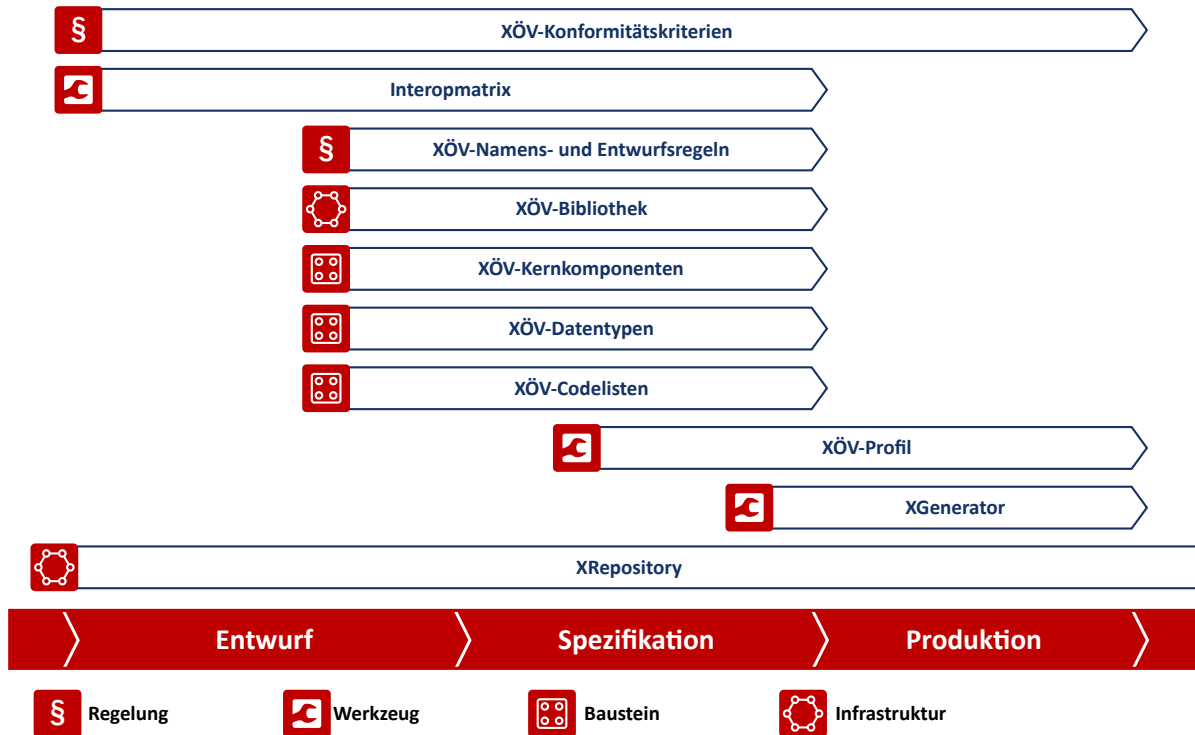 § XÖV-Konformitätskriterien
Interopmatrix
§ XÖV-Namens- und Entwurfsregeln
XÖV-Bibliothek
XÖV-Kernkomponenten
XÖV-Datentypen
XÖV-Codelisten
XÖV-Profil
XGenerator
XRepository
Entwurf Spezifikation Produktion
§ Regelung Werkzeug Baustein Infrastruktur